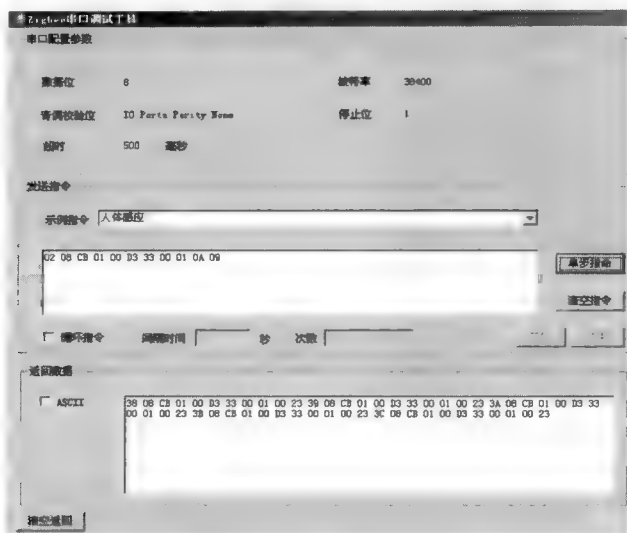 Zigbee串口调试工具
串口配置参数
数据位 8 波特率 38400
奇偶校验位 IO Ports Parity None 停止位 1
超时 500 毫秒
发送指令
示例指令 人体感应
02 08 CB 01 00 D3 33 00 01 0A 09
单步指命
清空指令
循环指令 间隔时间 秒 次数
返回数据
ASCII
38 08 CB 01 00 D3 33 00 01 00 23 39 08 CB 01 00 D3 33 00 01 00 23 3A 08 CB 01 00 D3 33
00 01 00 23 3B 08 CB 01 00 D3 33 00 01 00 23 3C 08 CB 01 00 D3 33 00 01 00 23
清空返回